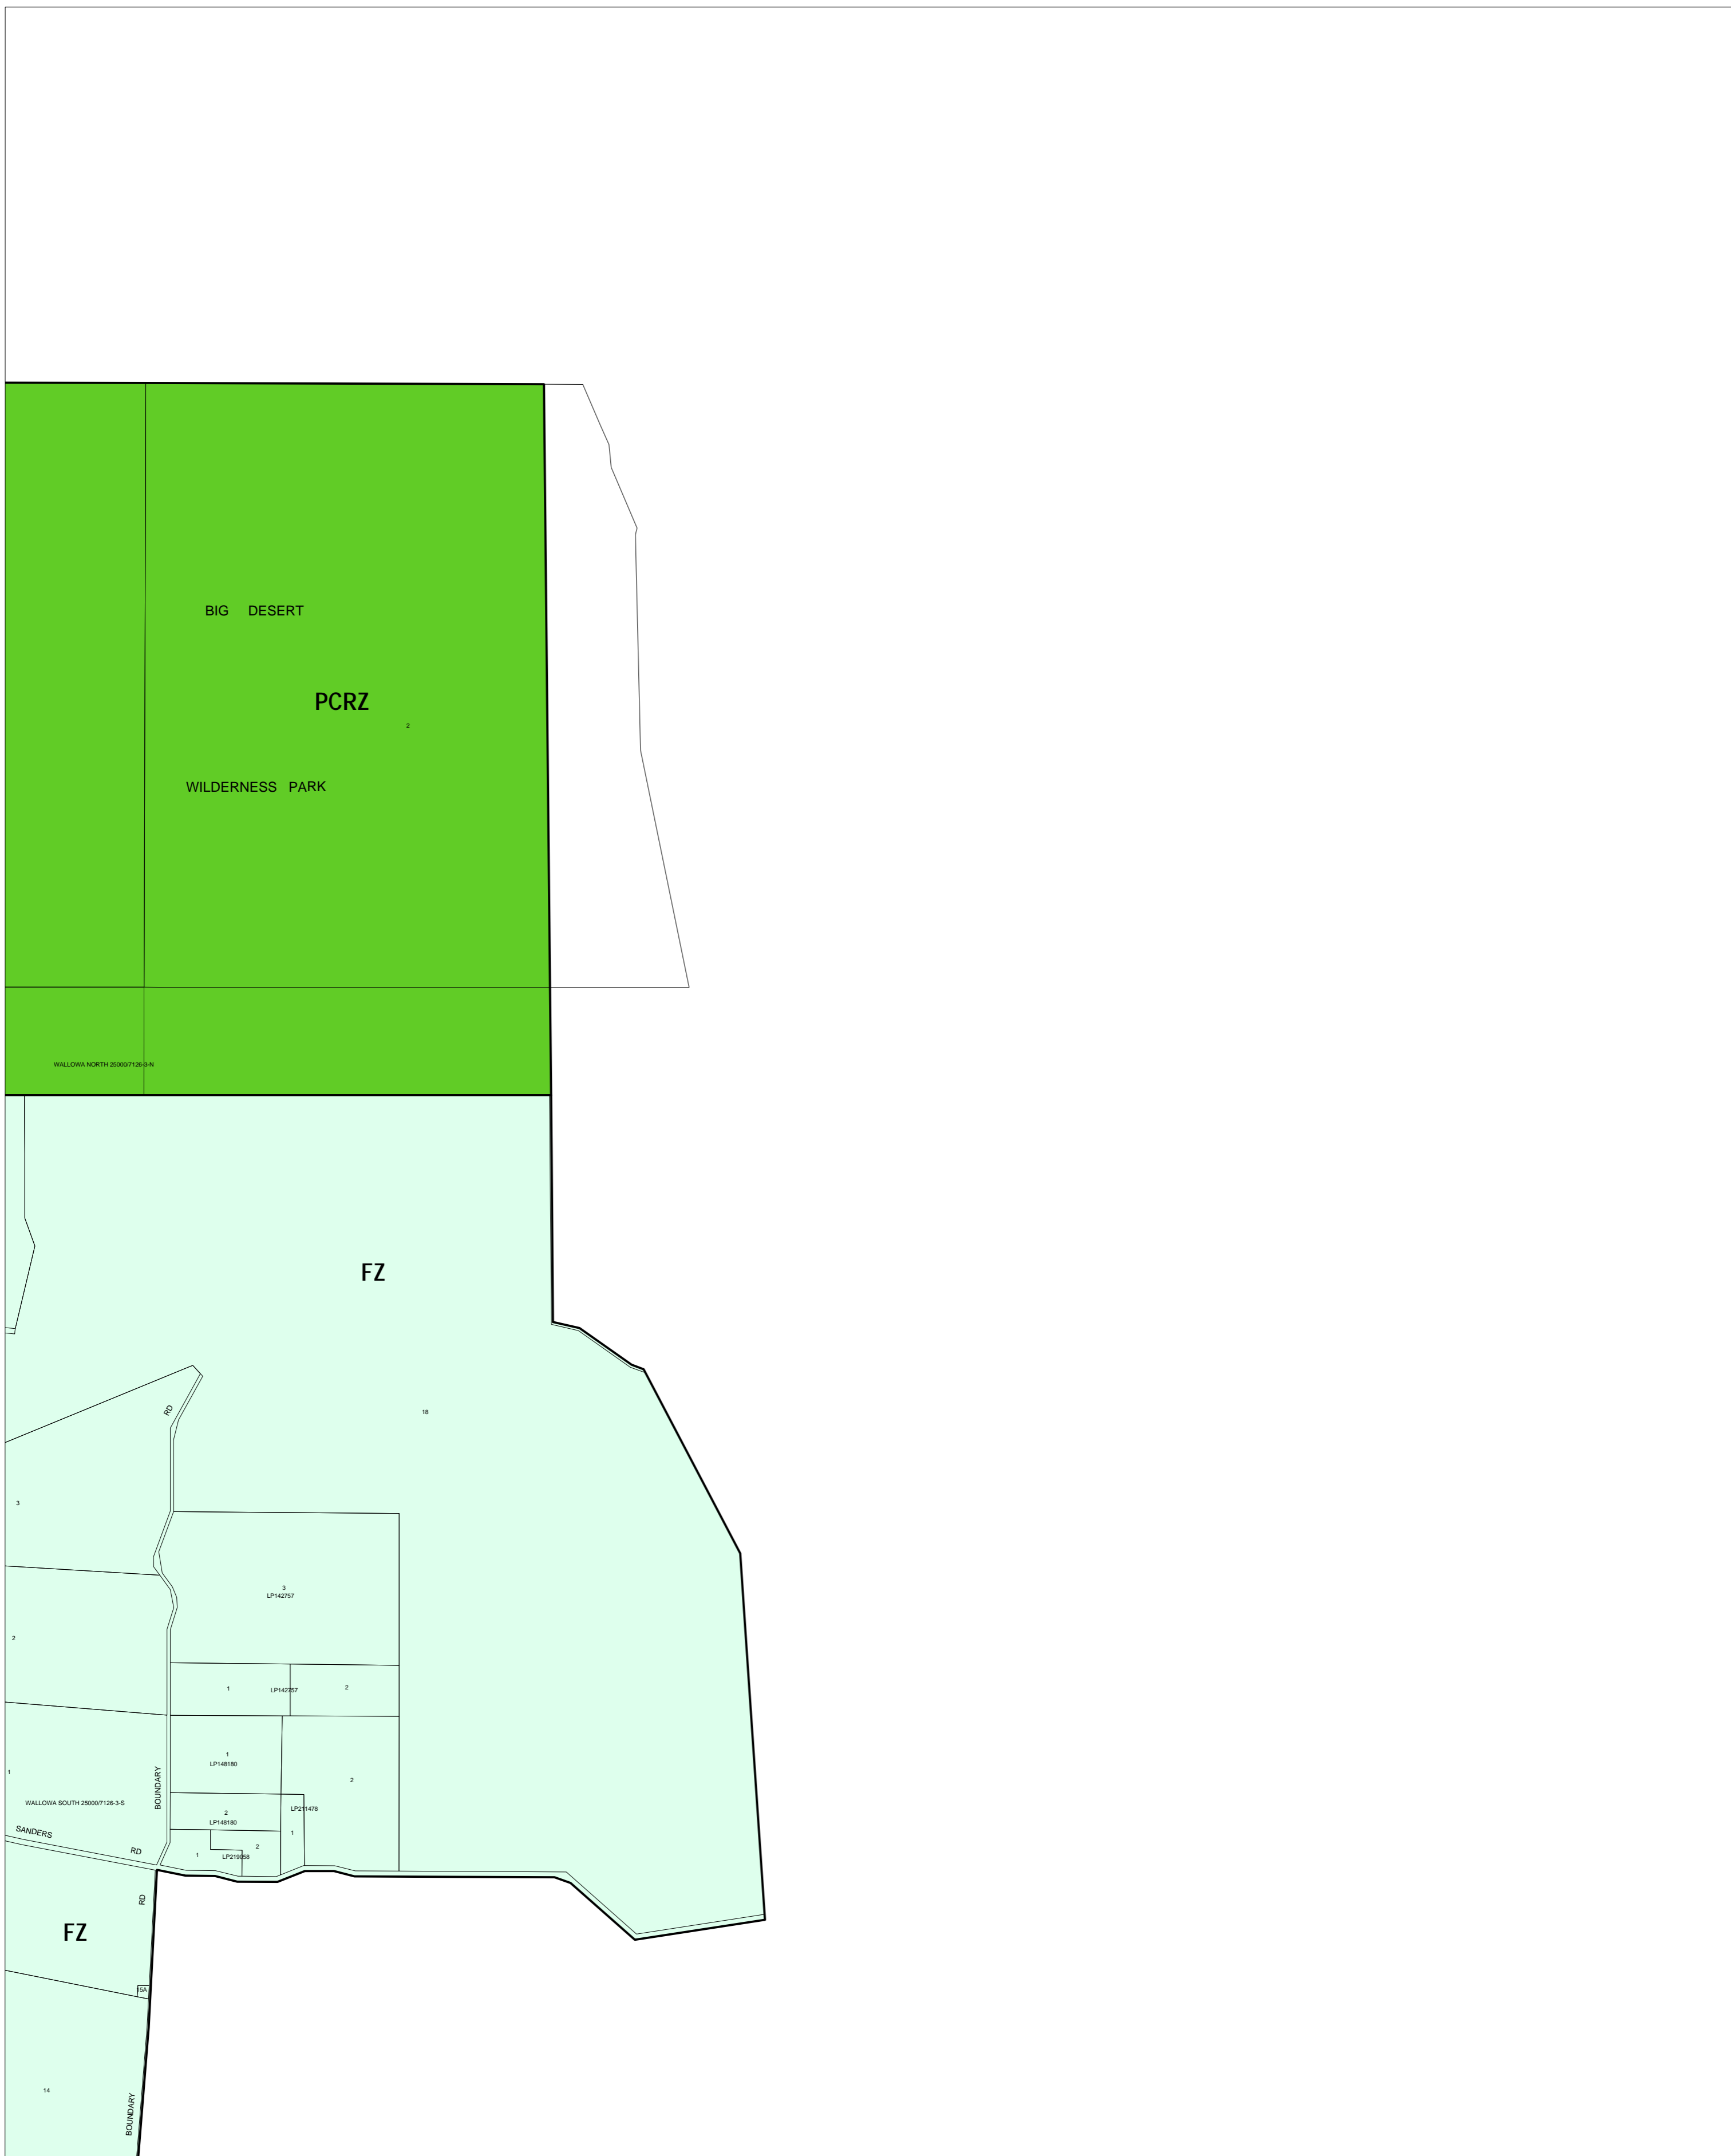 BIG DESERT
PCRZ
2
WILDERNESS PARK
WALLOWA NORTH 25000/7126-3-N
FZ
RD
18
3
3
LP142757
2
1
LP142757
2
1
LP148180
1
2
BOUNDARY
WALLOWA SOUTH 25000/7126-3-S
LP211478
2
LP148180
SANDERS
RD
1
2
1
LP219058
RD
FZ
15A
14
BOUNDARY